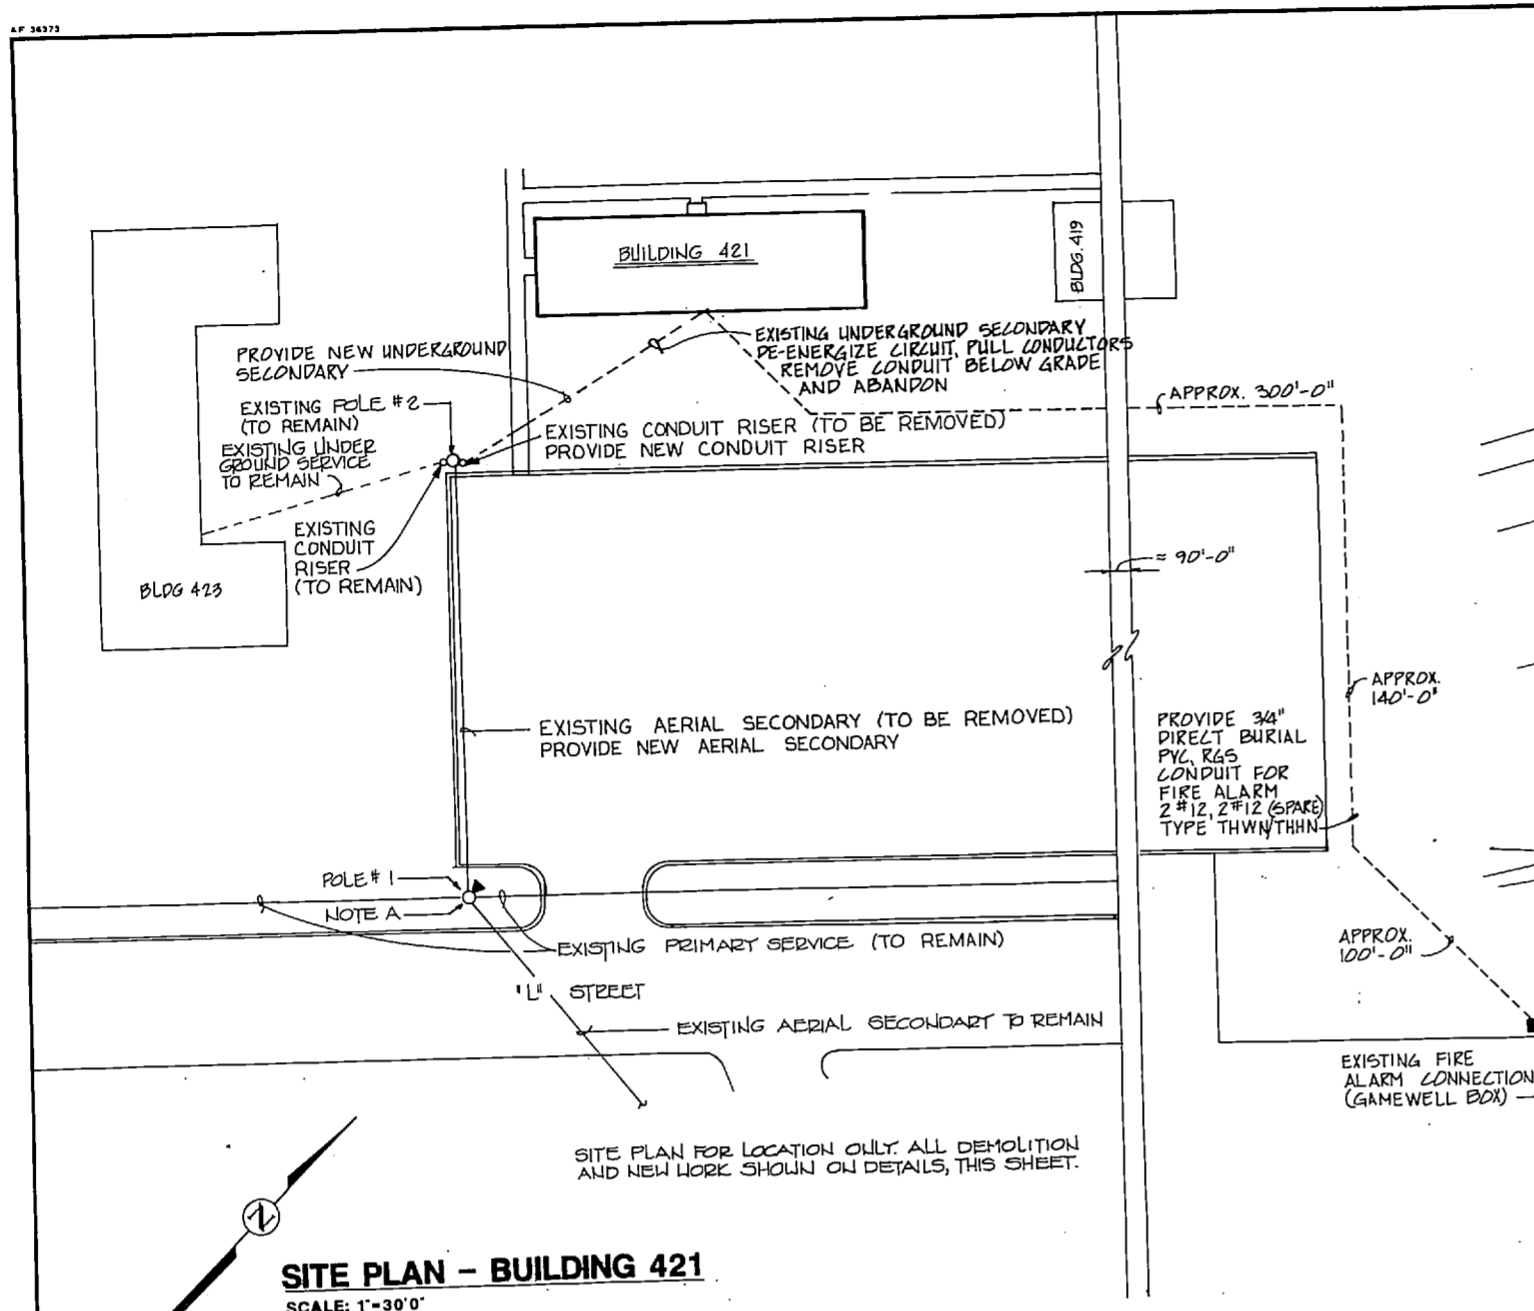 AF 36373
BUILDING 421
BLDG. 419
EXISTING UNDERGROUND SECONDARY
DE-ENERGIZE CIRCUIT, PULL CONDUCTORS
REMOVE CONDUIT BELOW GRADE
AND ABANDON
PROVIDE NEW UNDERGROUND
SECONDARY
EXISTING POLE #2
(TO REMAIN)
EXISTING UNDER
GROUND SERVICE
TO REMAIN
APPROX. 300'-0"
EXISTING CONDUIT RISER (TO BE REMOVED)
PROVIDE NEW CONDUIT RISER
EXISTING
CONDUIT
RISER
(TO REMAIN)
BLDG 423
≈ 90'-0"
APPROX.
140'-0"
EXISTING AERIAL SECONDARY (TO BE REMOVED)
PROVIDE NEW AERIAL SECONDARY
PROVIDE 3/4"
DIRECT BURIAL
PVC, RGS
CONDUIT FOR
FIRE ALARM
2 #12, 2 #12 (SPARE)
TYPE THWN/THHN
POLE #1
NOTE A
EXISTING PRIMARY SERVICE (TO REMAIN)
APPROX.
100'-0"
"L" STREET
EXISTING AERIAL SECONDARY TO REMAIN
EXISTING FIRE
ALARM CONNECTION
(GAMEWELL BOX)
SITE PLAN FOR LOCATION ONLY. ALL DEMOLITION
AND NEW WORK SHOWN ON DETAILS, THIS SHEET.
N
SITE PLAN - BUILDING 421
SCALE: 1"=30'0"